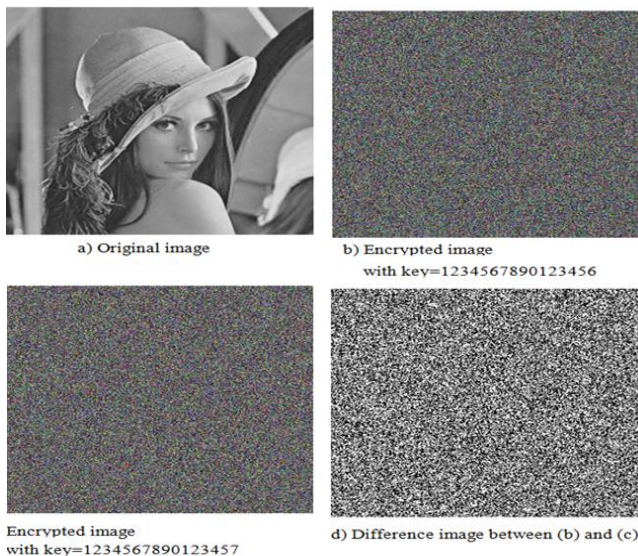 a) Original image
b) Encrypted image
with key=1234567890123456
Encrypted image
with key=1234567890123457
d) Difference image between (b) and (c)